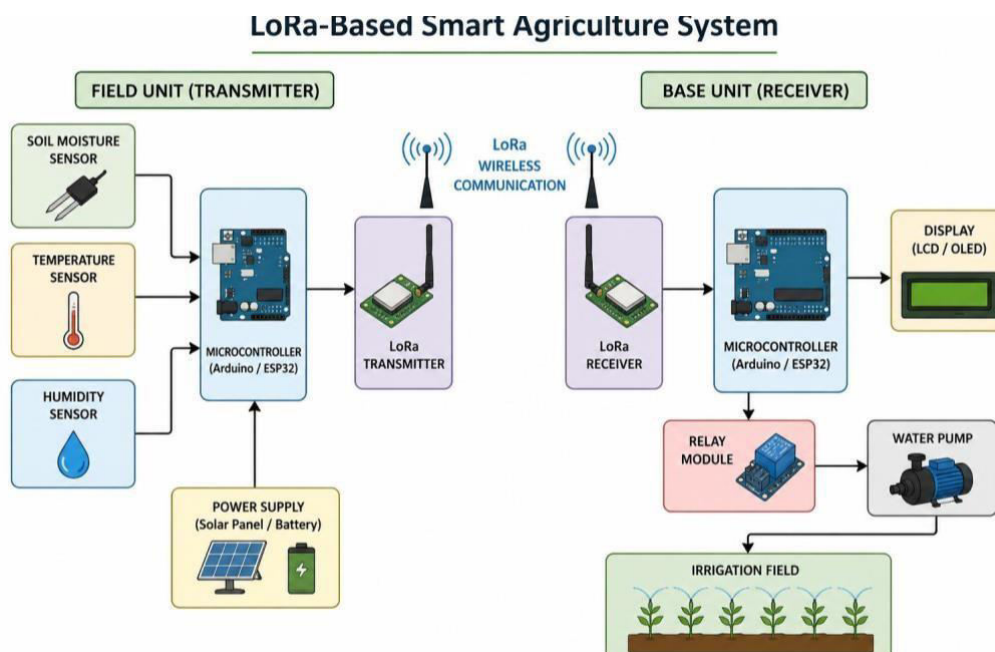 LoRa-Based Smart Agriculture System
FIELD UNIT (TRANSMITTER)
BASE UNIT (RECEIVER)
SOIL MOISTURE
SENSOR
TEMPERATURE
SENSOR
HUMIDITY
SENSOR
MICROCONTROLLER
(Arduino / ESP32)
POWER SUPPLY
(Solar Panel / Battery)
LoRa
TRANSMITTER
LoRa
WIRELESS
COMMUNICATION
LoRa
RECEIVER
MICROCONTROLLER
(Arduino / ESP32)
DISPLAY
(LCD / OLED)
RELAY
MODULE
WATER PUMP
IRRIGATION FIELD